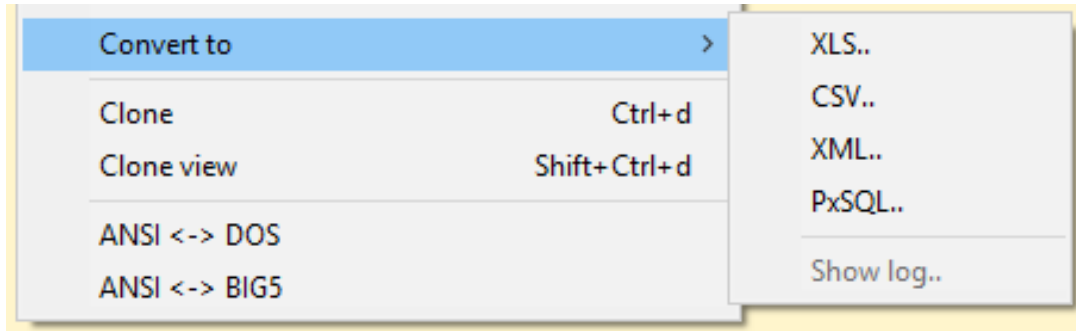 Convert to >
XLS..
CSV..
XML..
PxSQL..
Show log..
Clone Ctrl+d
Clone view Shift+Ctrl+d
ANSI <-> DOS
ANSI <-> BIG5